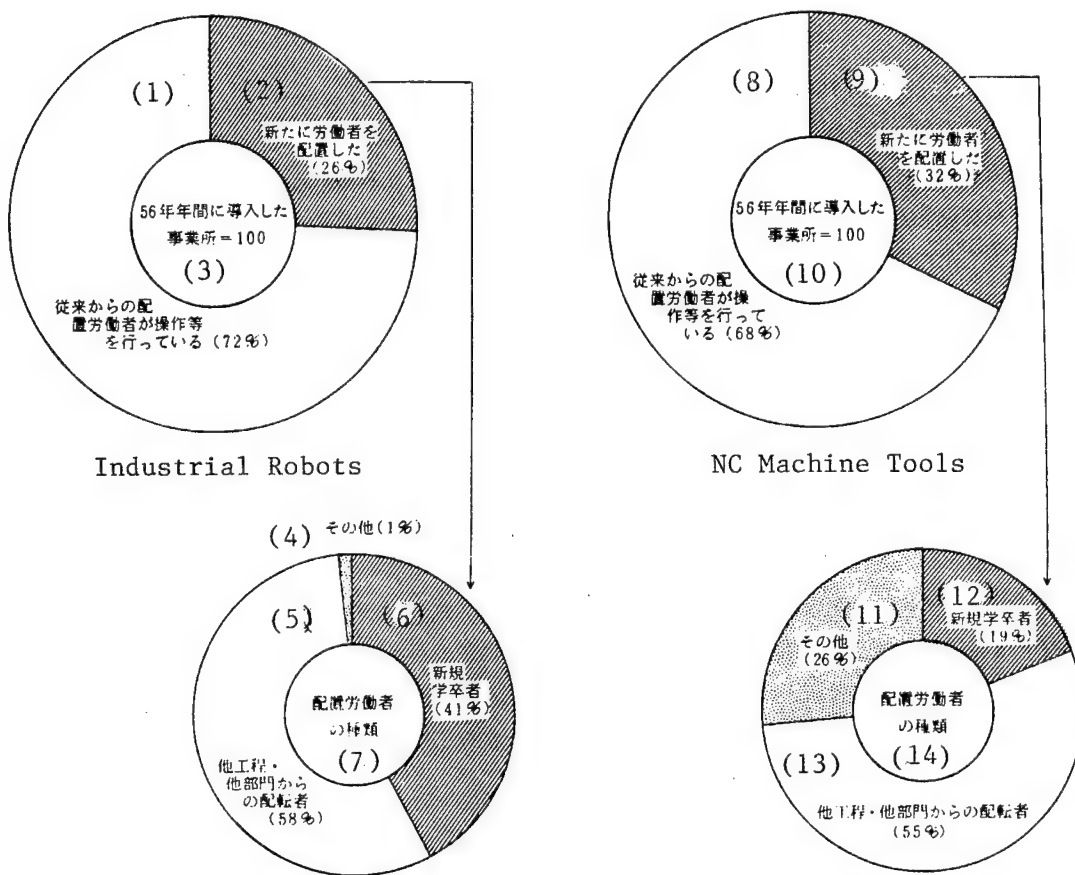 (1)
(2)
新たに労働者を
配置した
(26%)
56年年間に導入した
事業所=100
(3)
従来からの配
置労働者が操作等
を行っている(72%)
Industrial Robots
(8)
(9)
新たに労働者
を配置した
(32%)
56年年間に導入した
事業所=100
(10)
従来からの配
置労働者が操
作等を行って
いる(68%)
NC Machine Tools
(4)
その他(1%)
(5)
(6)
新規
学卒者
(41%)
配置労働者
の種類
(7)
他工程・
他部門から
の配転者
(58%)
(11)
その他
(26%)
(12)
新規学卒者
(19%)
配置労働者
の種類
(14)
(13)
他工程・他部門からの配転者
(55%)